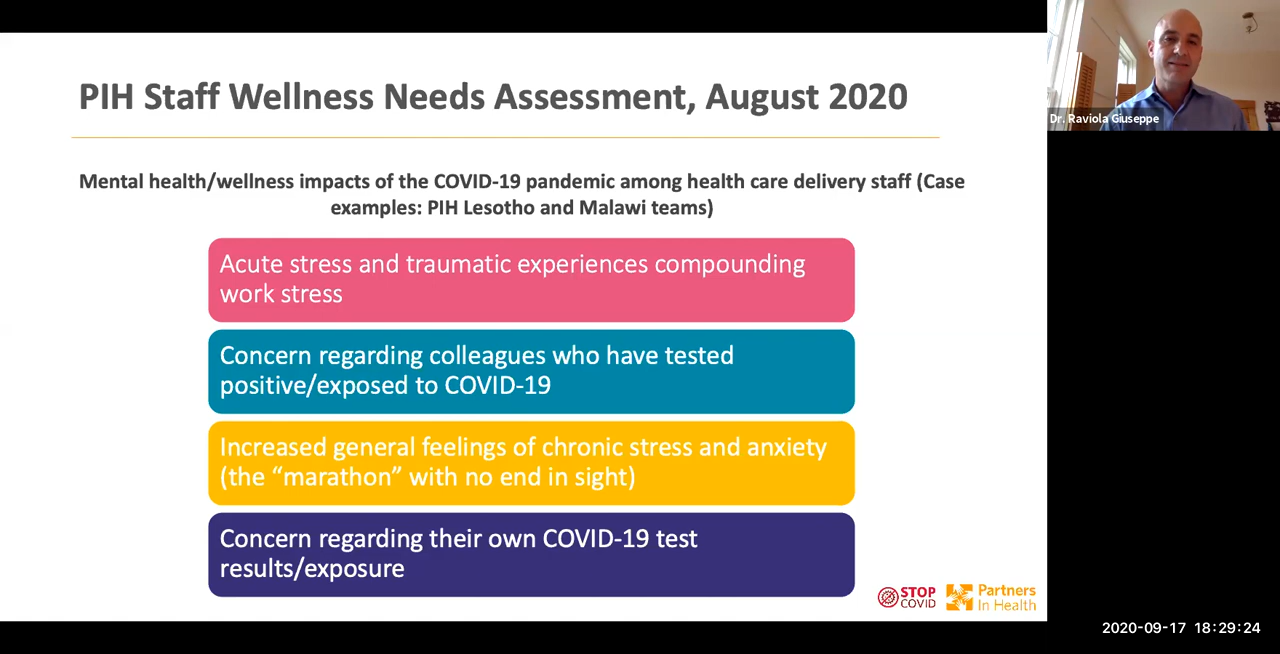 PIH Staff Wellness Needs Assessment, August 2020
Mental health/wellness impacts of the COVID-19 pandemic among health care delivery staff (Case
examples: PIH Lesotho and Malawi teams)
Acute stress and traumatic experiences compounding
work stress
Concern regarding colleagues who have tested
positive/exposed to COVID-19
Increased general feelings of chronic stress and anxiety
(the “marathon” with no end in sight)
Concern regarding their own COVID-19 test
results/exposure
STOP
COVID
Partners
In Health
Dr. Raviola Giuseppe
2020-09-17 18:29:24